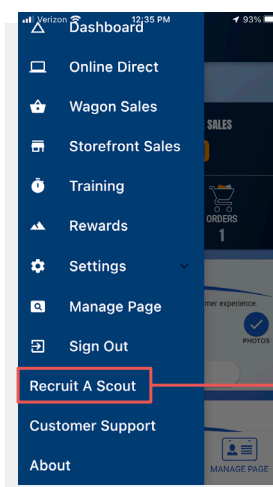 Verizon 12:35 PM 93%
Dashboard
Online Direct
Wagon Sales
SALES
Storefront Sales
Training
ORDERS
1
Rewards
Settings
Manage Page
mer experience.
PHOTOS
Sign Out
Recruit A Scout
Customer Support
About
MANAGE PAGE